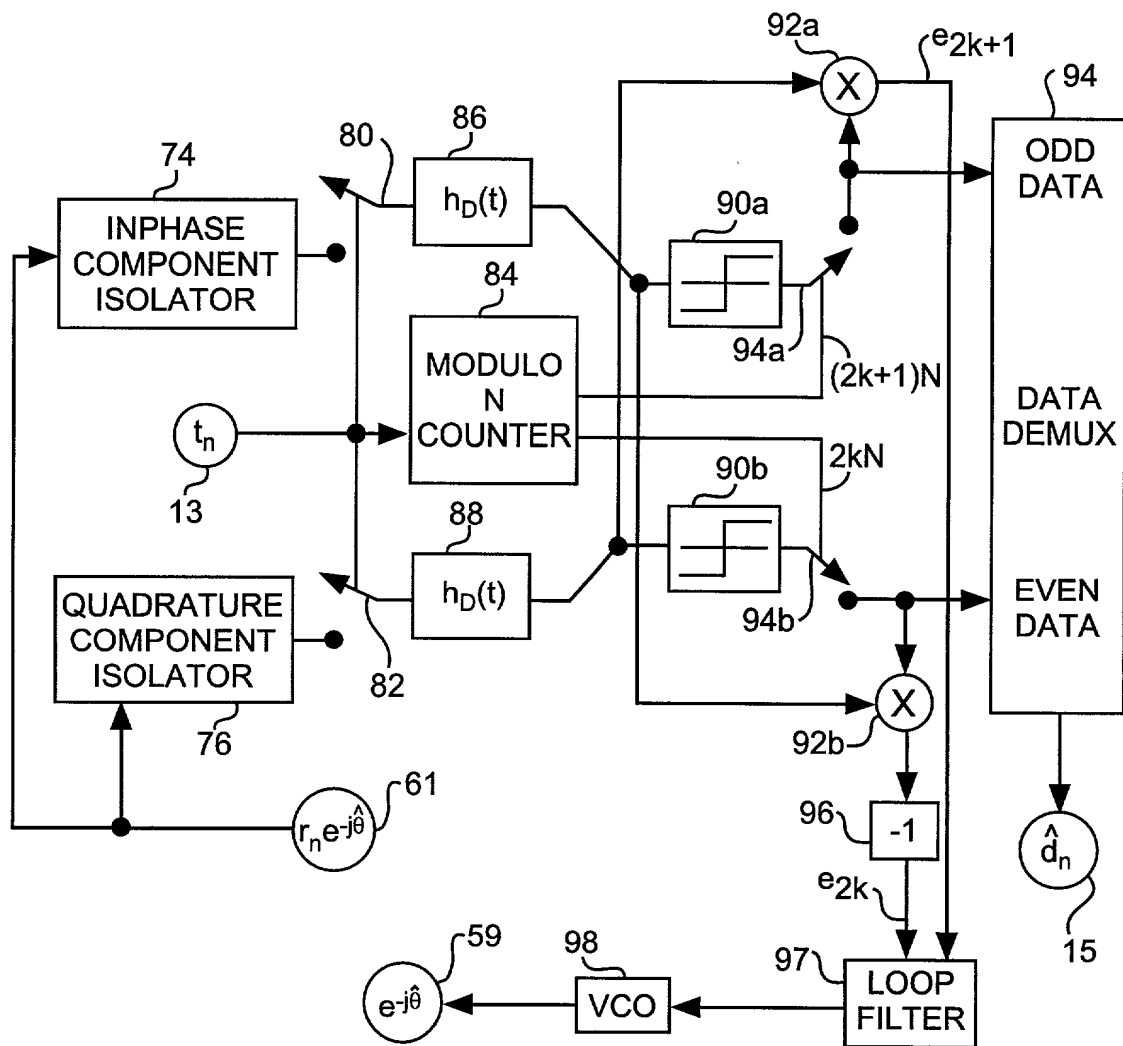 92a
e2k+1
94
X
ODD
DATA
80
86
hD(t)
74
INPHASE
COMPONENT
ISOLATOR
90a
84
MODULO
N
COUNTER
94a
(2k+1)N
DATA
DEMUX
tn
13
2kN
90b
88
hD(t)
EVEN
DATA
QUADRATURE
COMPONENT
ISOLATOR
82
94b
X
92b
76
61
rne-jθ̂
96
-1
d̂n
e2k
15
59
e-jθ̂
98
VCO
97
LOOP
FILTER